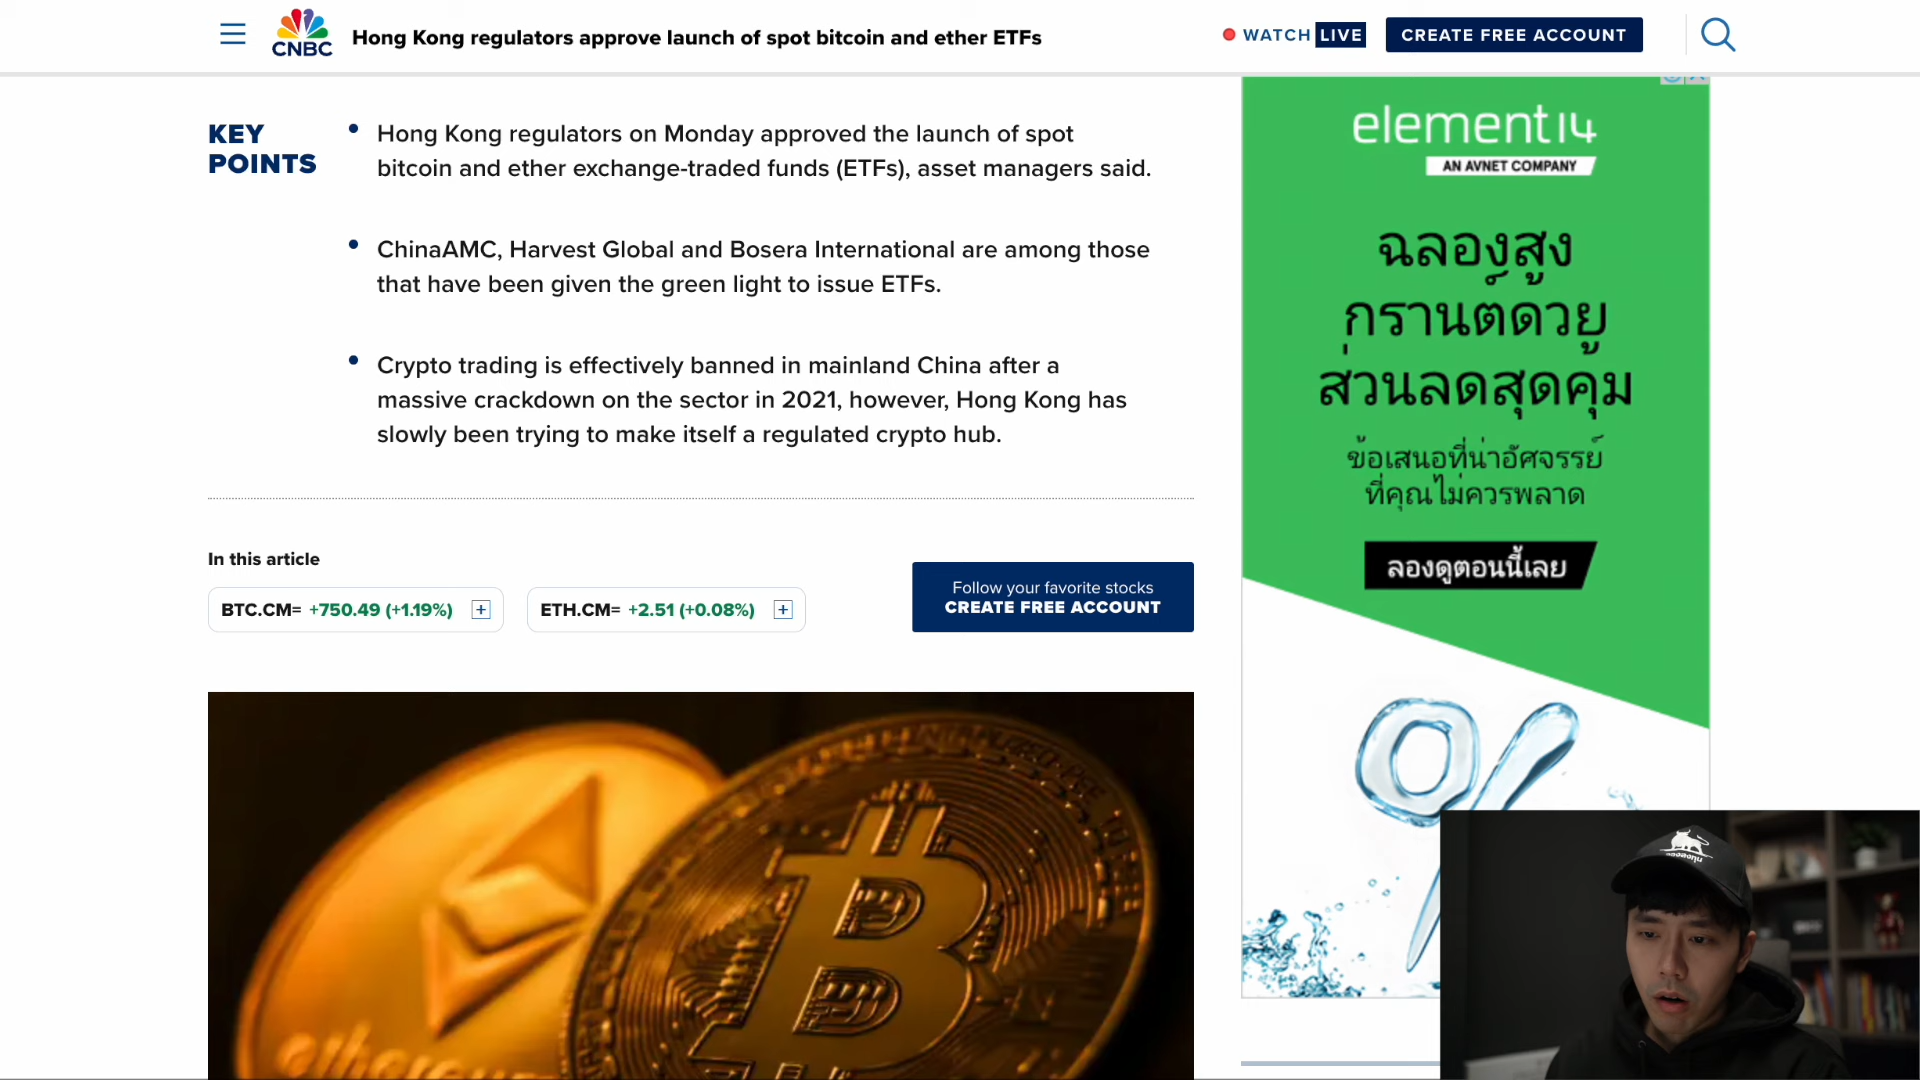 CNBC
Hong Kong regulators approve launch of spot bitcoin and ether ETFs
WATCH LIVE
CREATE FREE ACCOUNT
KEY
POINTS
Hong Kong regulators on Monday approved the launch of spot
bitcoin and ether exchange-traded funds (ETFs), asset managers said.
ChinaAMC, Harvest Global and Bosera International are among those
that have been given the green light to issue ETFs.
Crypto trading is effectively banned in mainland China after a
massive crackdown on the sector in 2021, however, Hong Kong has
slowly been trying to make itself a regulated crypto hub.
In this article
BTC.CM= +750.49 (+1.19%) +
ETH.CM= +2.51 (+0.08%) +
Follow your favorite stocks
CREATE FREE ACCOUNT
element14
AN AVNET COMPANY
ฉลองสูง
กรานต์ด้วยู
ส่วนลดสุดคุ้ม
ข้อเสนอที่น่าอัศจรรย์
ที่คุณไม่ควรพลาด
ลองดูตอนนี้เลย
%